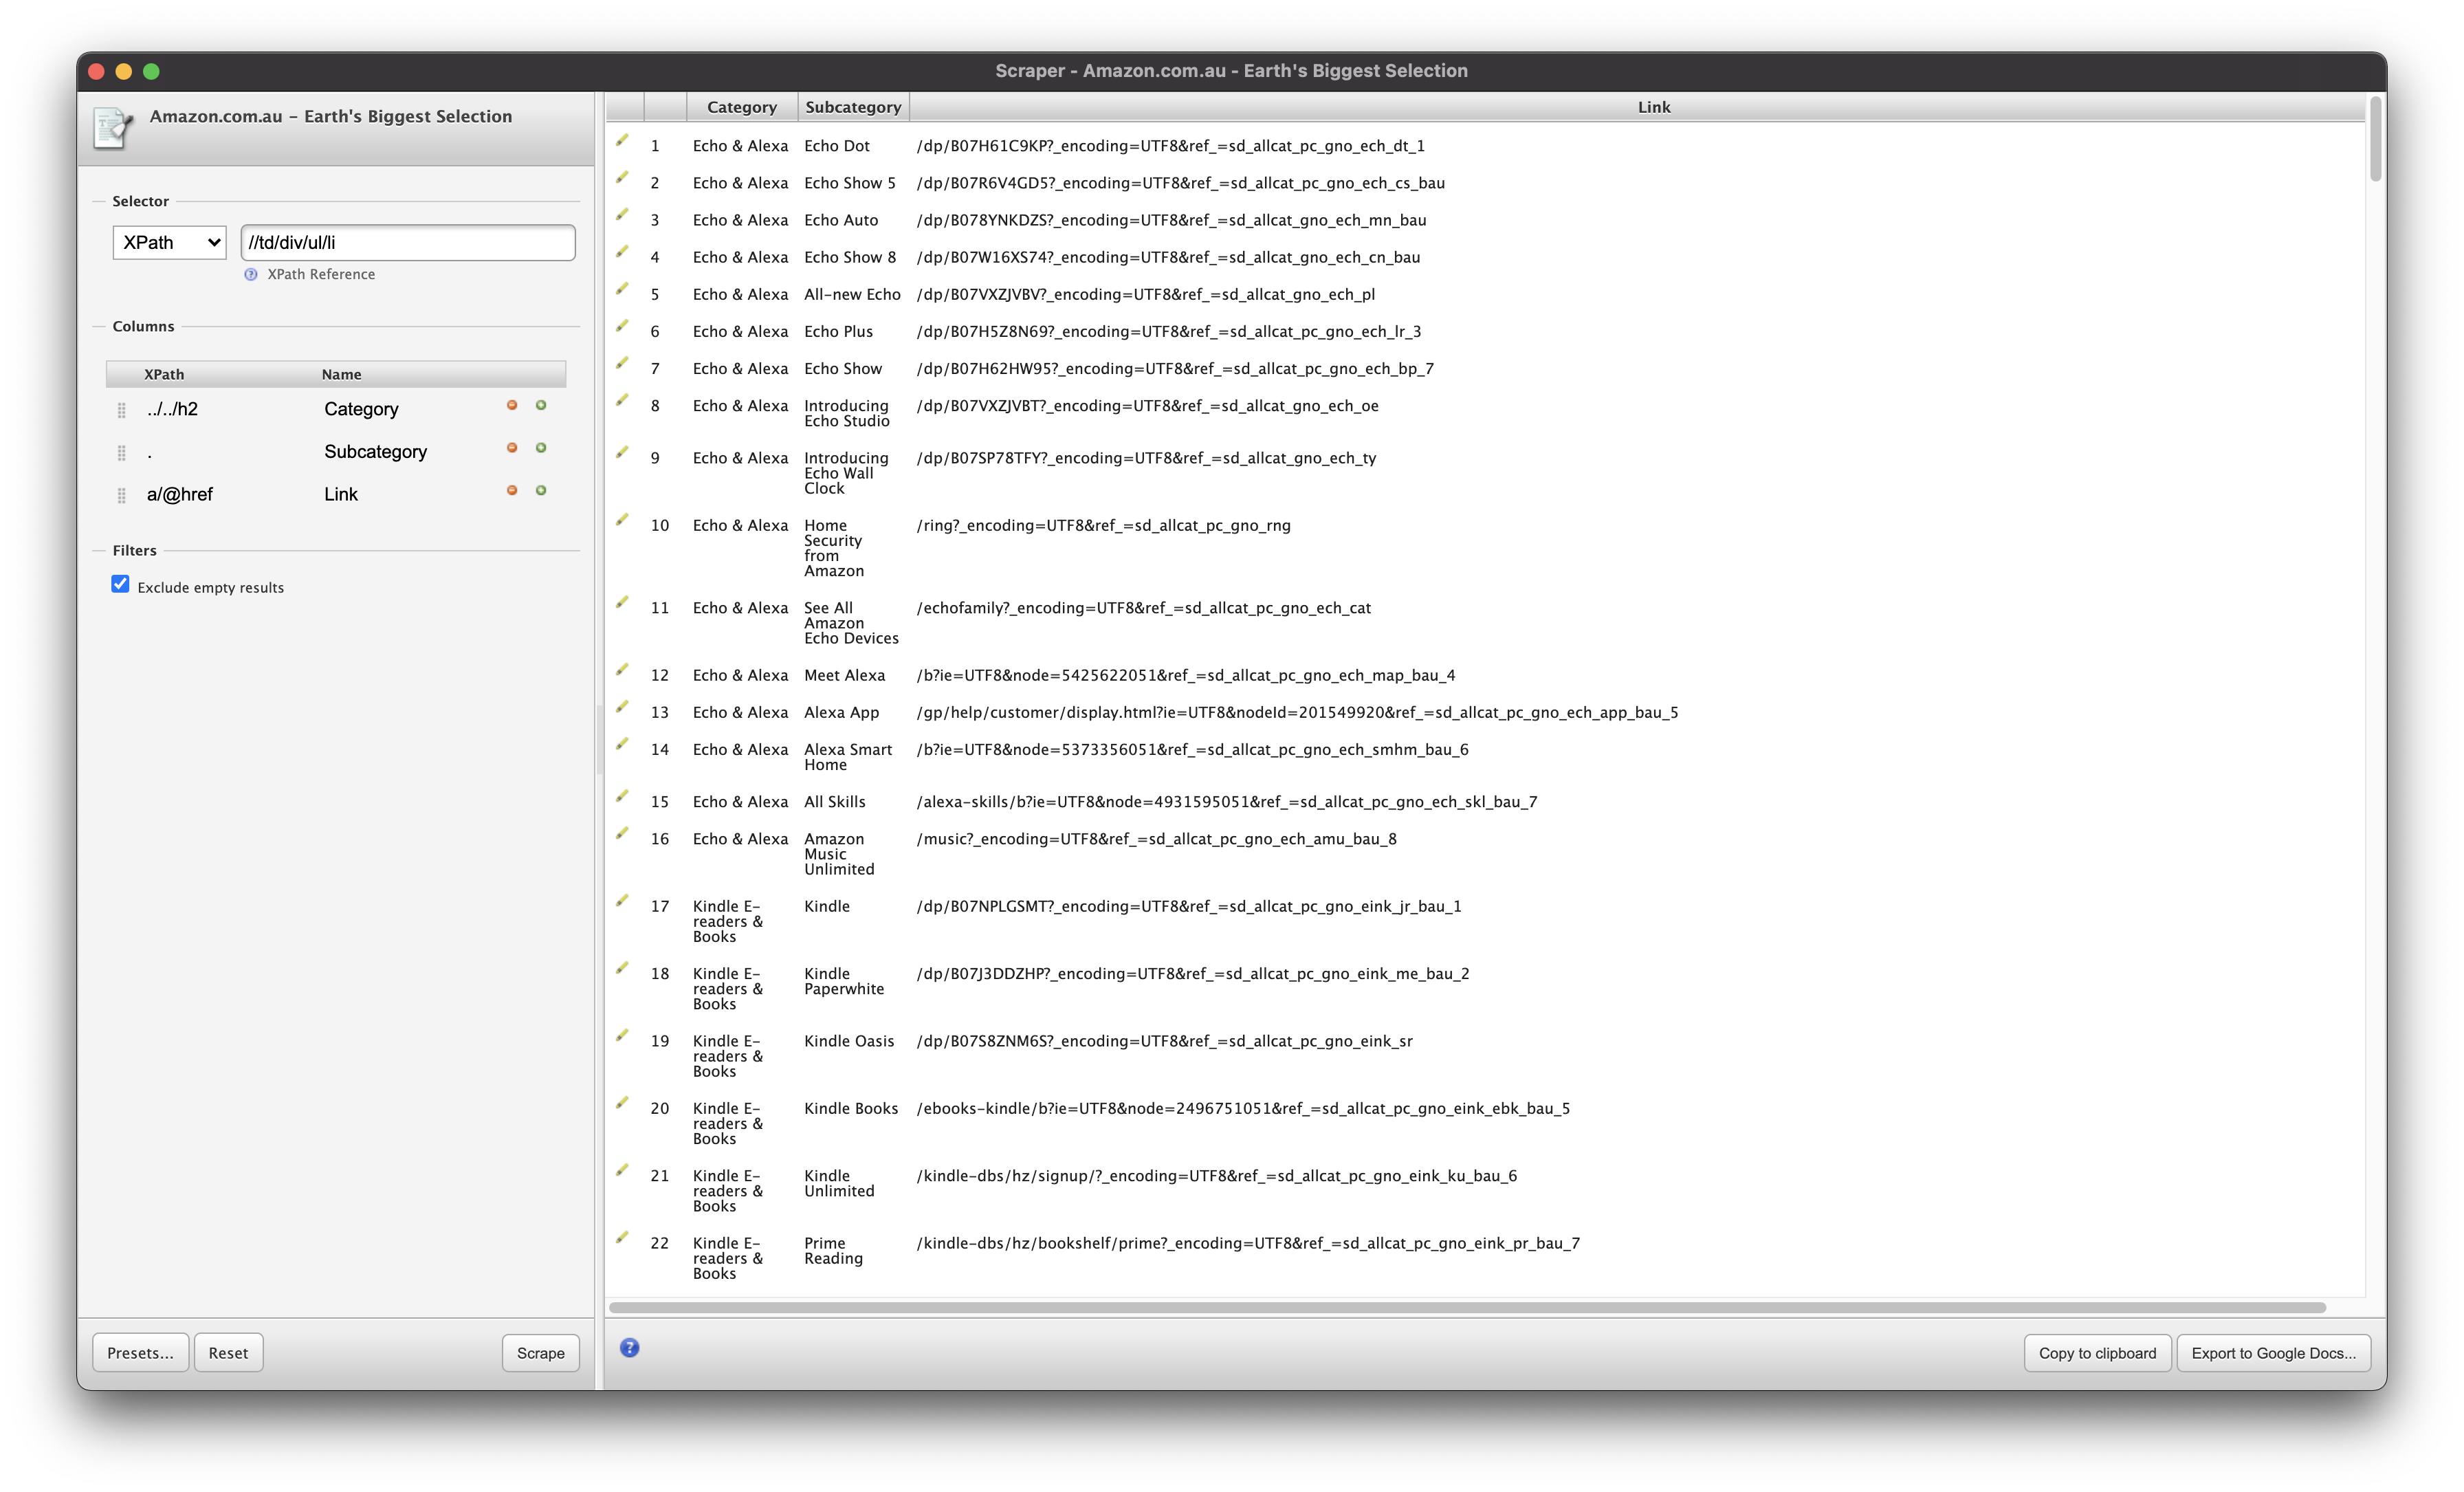 Scraper - Amazon.com.au - Earth's Biggest Selection
Amazon.com.au - Earth's Biggest Selection
Selector
XPath //td/div/ul/li
XPath Reference
Columns
XPath Name
../../h2 Category
. Subcategory
a/@href Link
Filters
Exclude empty results
Presets... Reset Scrape
Category Subcategory Link
1 Echo & Alexa Echo Dot /dp/B07H61C9KP?_encoding=UTF8&ref_=sd_allcat_pc_gno_ech_dt_1
2 Echo & Alexa Echo Show 5 /dp/B07R6V4GD5?_encoding=UTF8&ref_=sd_allcat_pc_gno_ech_cs_bau
3 Echo & Alexa Echo Auto /dp/B078YNKDZS?_encoding=UTF8&ref_=sd_allcat_gno_ech_mn_bau
4 Echo & Alexa Echo Show 8 /dp/B07W16XS74?_encoding=UTF8&ref_=sd_allcat_gno_ech_cn_bau
5 Echo & Alexa All-new Echo /dp/B07VXZJVBV?_encoding=UTF8&ref_=sd_allcat_gno_ech_pl
6 Echo & Alexa Echo Plus /dp/B07H5Z8N69?_encoding=UTF8&ref_=sd_allcat_pc_gno_ech_lr_3
7 Echo & Alexa Echo Show /dp/B07H62HW95?_encoding=UTF8&ref_=sd_allcat_pc_gno_ech_bp_7
8 Echo & Alexa Introducing /dp/B07VXZJVBT?_encoding=UTF8&ref_=sd_allcat_gno_ech_oe
Echo Studio
9 Echo & Alexa Introducing /dp/B07SP78TFY?_encoding=UTF8&ref_=sd_allcat_gno_ech_ty
Echo Wall
Clock
10 Echo & Alexa Home /ring?_encoding=UTF8&ref_=sd_allcat_pc_gno_rng
Security
from
Amazon
11 Echo & Alexa See All /echofamily?_encoding=UTF8&ref_=sd_allcat_pc_gno_ech_cat
Amazon
Echo Devices
12 Echo & Alexa Meet Alexa /b?ie=UTF8&node=5425622051&ref_=sd_allcat_pc_gno_ech_map_bau_4
13 Echo & Alexa Alexa App /gp/help/customer/display.html?ie=UTF8&nodeId=201549920&ref_=sd_allcat_pc_gno_ech_app_bau_5
14 Echo & Alexa Alexa Smart /b?ie=UTF8&node=5373356051&ref_=sd_allcat_pc_gno_ech_smhm_bau_6
Home
15 Echo & Alexa All Skills /alexa-skills/b?ie=UTF8&node=4931595051&ref_=sd_allcat_pc_gno_ech_skl_bau_7
16 Echo & Alexa Amazon /music?_encoding=UTF8&ref_=sd_allcat_pc_gno_ech_amu_bau_8
Music
Unlimited
17 Kindle E- Kindle /dp/B07NPLGSMT?_encoding=UTF8&ref_=sd_allcat_pc_gno_eink_jr_bau_1
readers &
Books
18 Kindle E- Kindle /dp/B07J3DDZHP?_encoding=UTF8&ref_=sd_allcat_pc_gno_eink_me_bau_2
readers & Paperwhite
Books
19 Kindle E- Kindle Oasis /dp/B07S8ZNM6S?_encoding=UTF8&ref_=sd_allcat_pc_gno_eink_sr
readers &
Books
20 Kindle E- Kindle Books /ebooks-kindle/b?ie=UTF8&node=2496751051&ref_=sd_allcat_pc_gno_eink_ebk_bau_5
readers &
Books
21 Kindle E- Kindle /kindle-dbs/hz/signup/?_encoding=UTF8&ref_=sd_allcat_pc_gno_eink_ku_bau_6
readers & Unlimited
Books
22 Kindle E- Prime /kindle-dbs/hz/bookshelf/prime?_encoding=UTF8&ref_=sd_allcat_pc_gno_eink_pr_bau_7
readers & Reading
Books
Copy to clipboard Export to Google Docs...